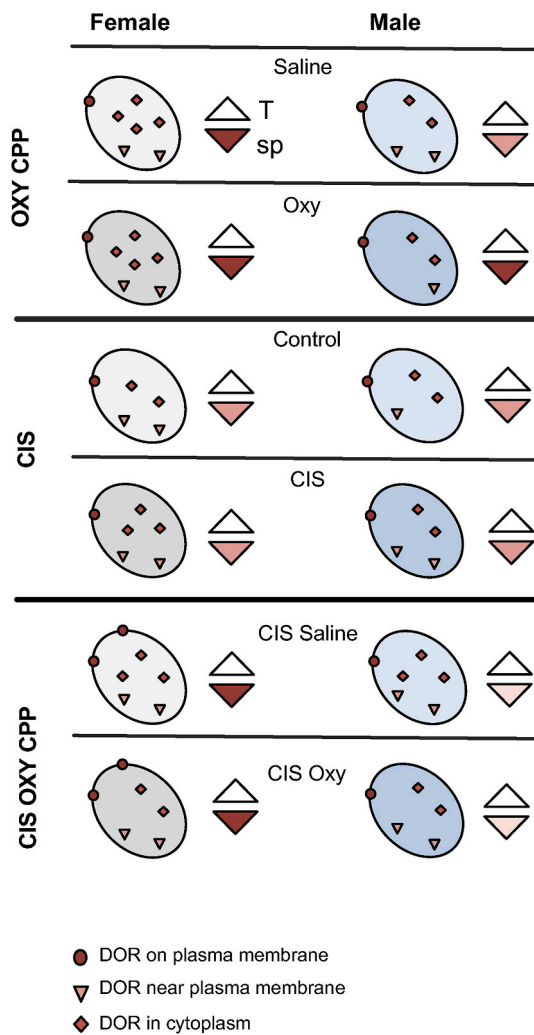 Female Male
Saline
T
sp
OXY CPP
Oxy
Control
CIS
CIS
CIS Saline
CIS OXY CPP
CIS Oxy
DOR on plasma membrane
DOR near plasma membrane
DOR in cytoplasm